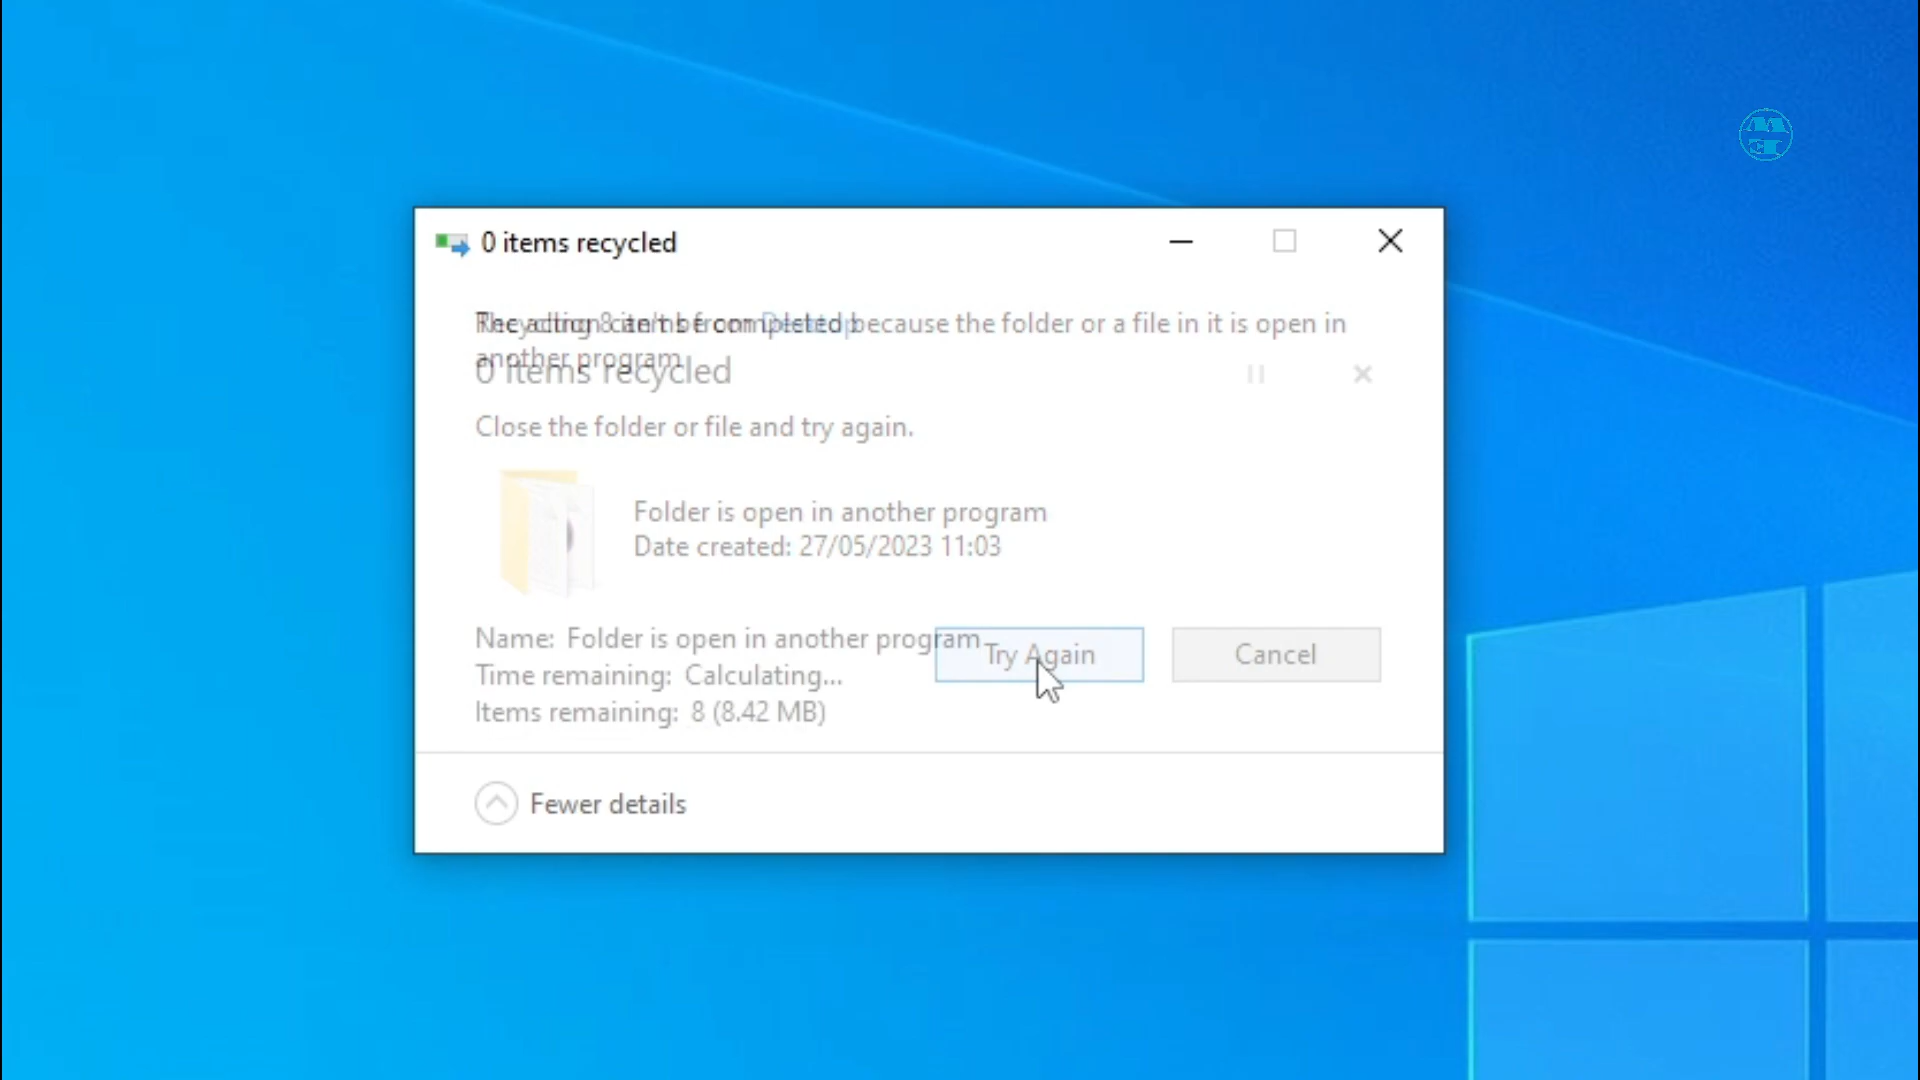 0 items recycled
The action can't be completed because the folder or a file in it is open in
another program
Recycling 8 items from Desktop
0 items recycled
Close the folder or file and try again.
Folder is open in another program
Date created: 27/05/2023 11:03
Name: Folder is open in another program
Time remaining: Calculating...
Items remaining: 8 (8.42 MB)
Try Again
Cancel
Fewer details